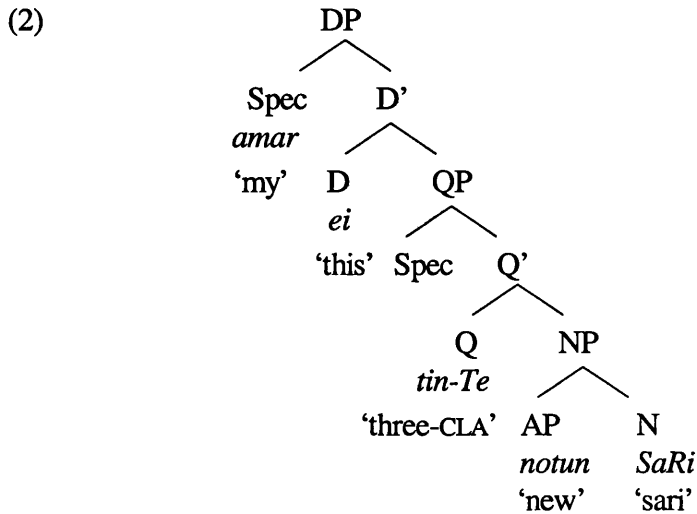 (2) DP
Spec D’
amar
‘my’ D QP
ei
‘this’ Spec Q’
Q NP
tin-Te
‘three-CLA’ AP N
notun SaRi
‘new’ ‘sari’